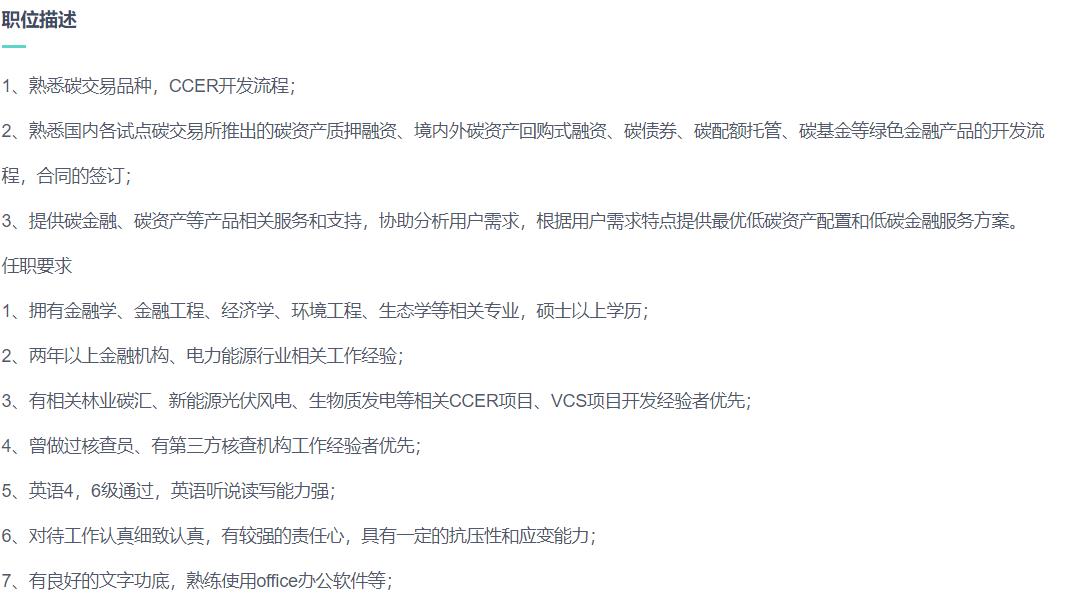 职位描述
1、熟悉碳交易品种，CCER开发流程；
2、熟悉国内各试点碳交易所推出的碳资产质押融资、境内外碳资产回购式融资、碳债券、碳配额托管、碳基金等绿色金融产品的开发流
程，合同的签订；
3、提供碳金融、碳资产等产品相关服务和支持，协助分析用户需求，根据用户需求特点提供最优低碳资产配置和低碳金融服务方案。
任职要求
1、拥有金融学、金融工程、经济学、环境工程、生态学等相关专业，硕士以上学历；
2、两年以上金融机构、电力能源行业相关工作经验；
3、有相关林业碳汇、新能源光伏风电、生物质发电等相关CCER项目、VCS项目开发经验者优先；
4、曾做过核查员、有第三方核查机构工作经验者优先；
5、英语4，6级通过，英语听说读写能力强；
6、对待工作认真细致认真，有较强的责任心，具有一定的抗压性和应变能力；
7、有良好的文字功底，熟练使用office办公软件等；